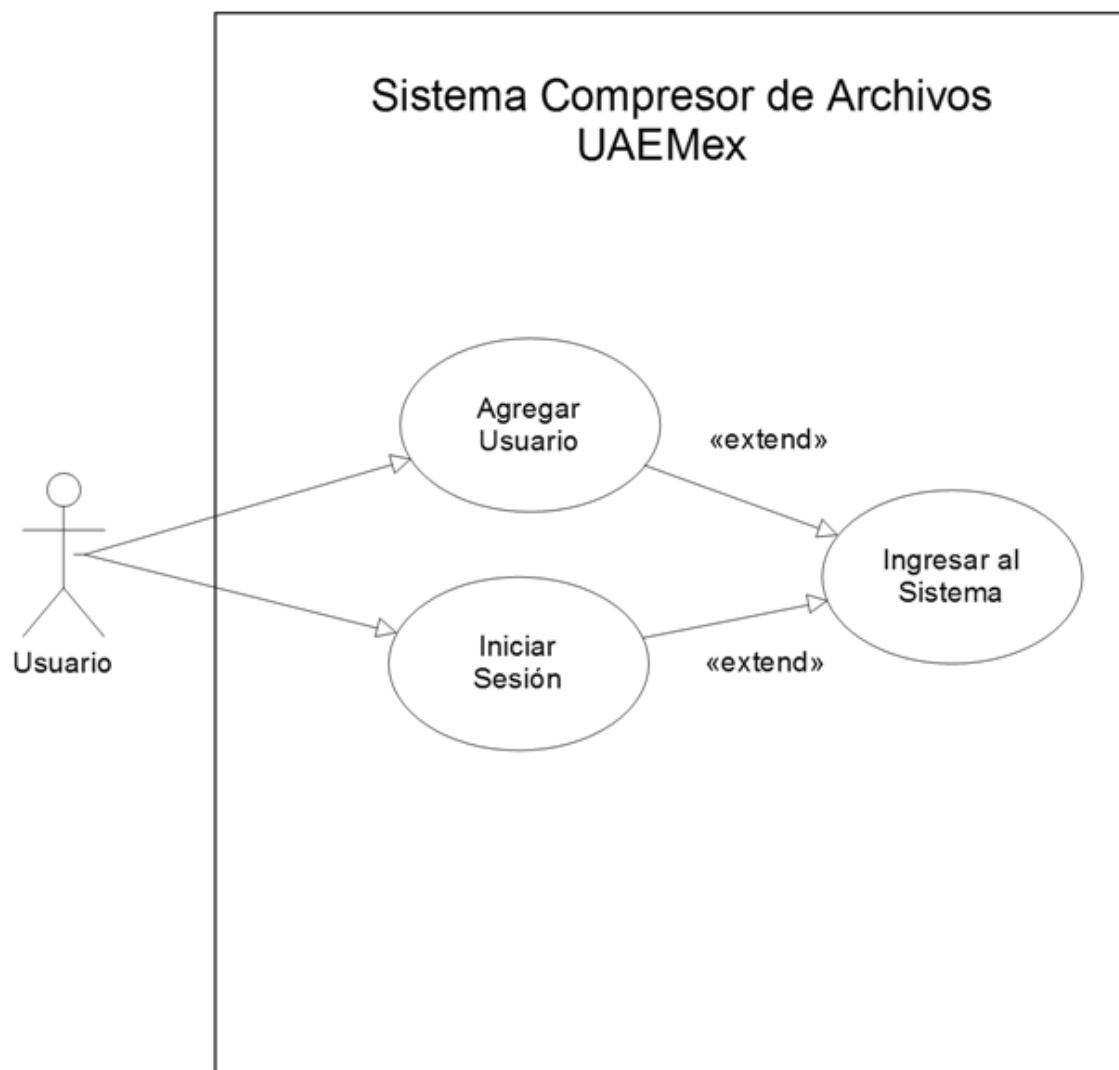 Sistema Compresor de Archivos
UAEMex
Agregar
Usuario
«extend»
Ingresar al
Sistema
Iniciar
Sesión
«extend»
Usuario